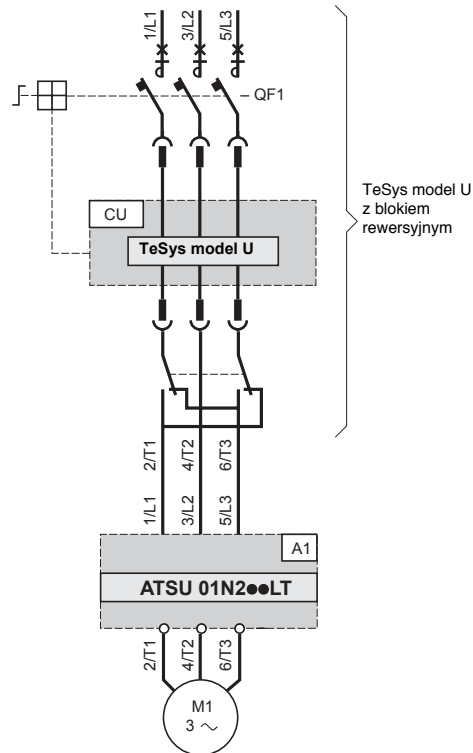 1/L1 3/L2 5/L3
QF1
CU
TeSys model U
TeSys model U
z blokiem
rewersyjnym
2/T1 4/T2 6/T3
1/L1 3/L2 5/L3
A1
ATSU 01N2●●LT
2/T1 4/T2 6/T3
M1
3 ~